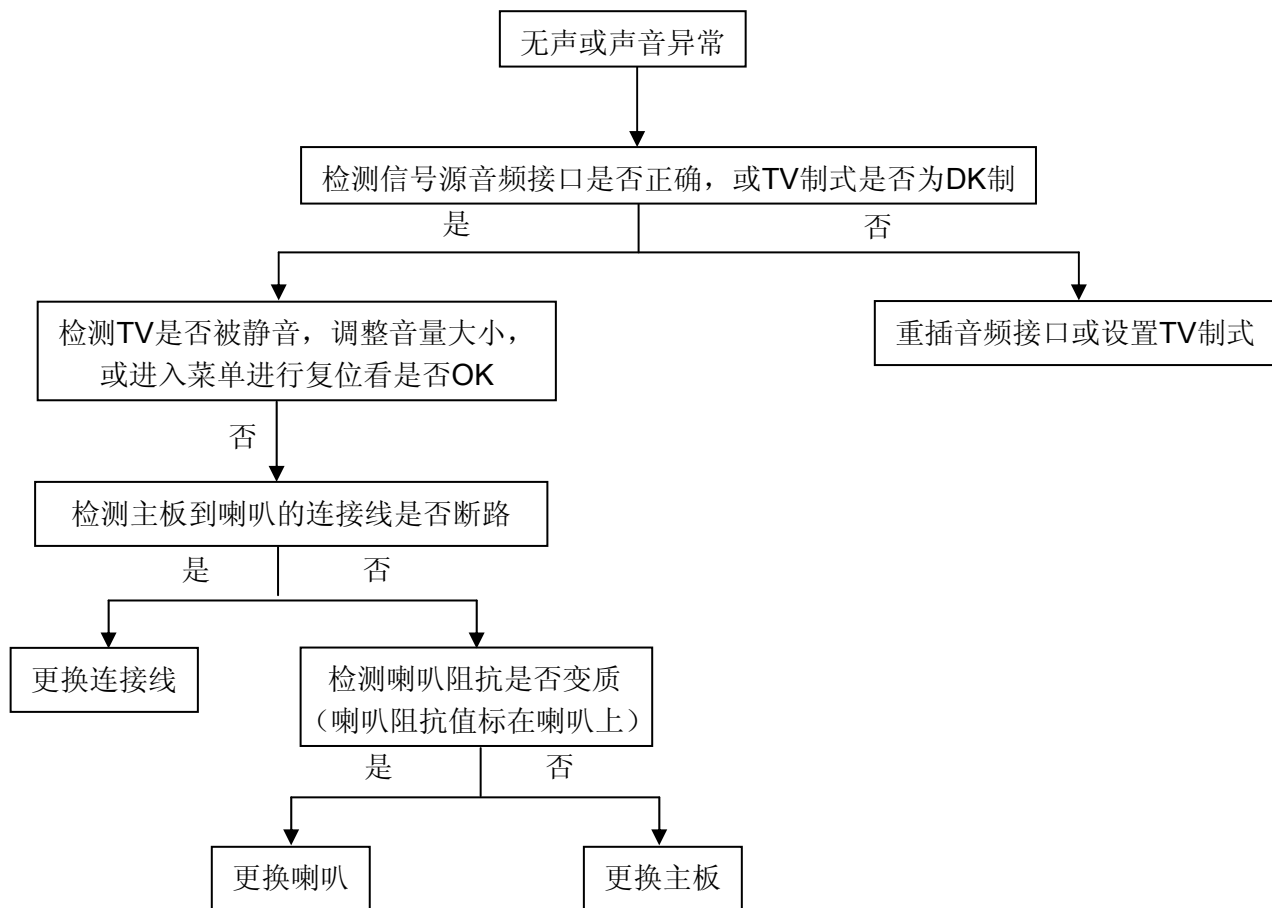 无声或声音异常
检测信号源音频接口是否正确，或TV制式是否为DK制
是
否
检测TV是否被静音，调整音量大小，
或进入菜单进行复位看是否OK
重插音频接口或设置TV制式
否
检测主板到喇叭的连接线是否断路
是
否
更换连接线
检测喇叭阻抗是否变质
（喇叭阻抗值标在喇叭上）
是
否
更换喇叭
更换主板